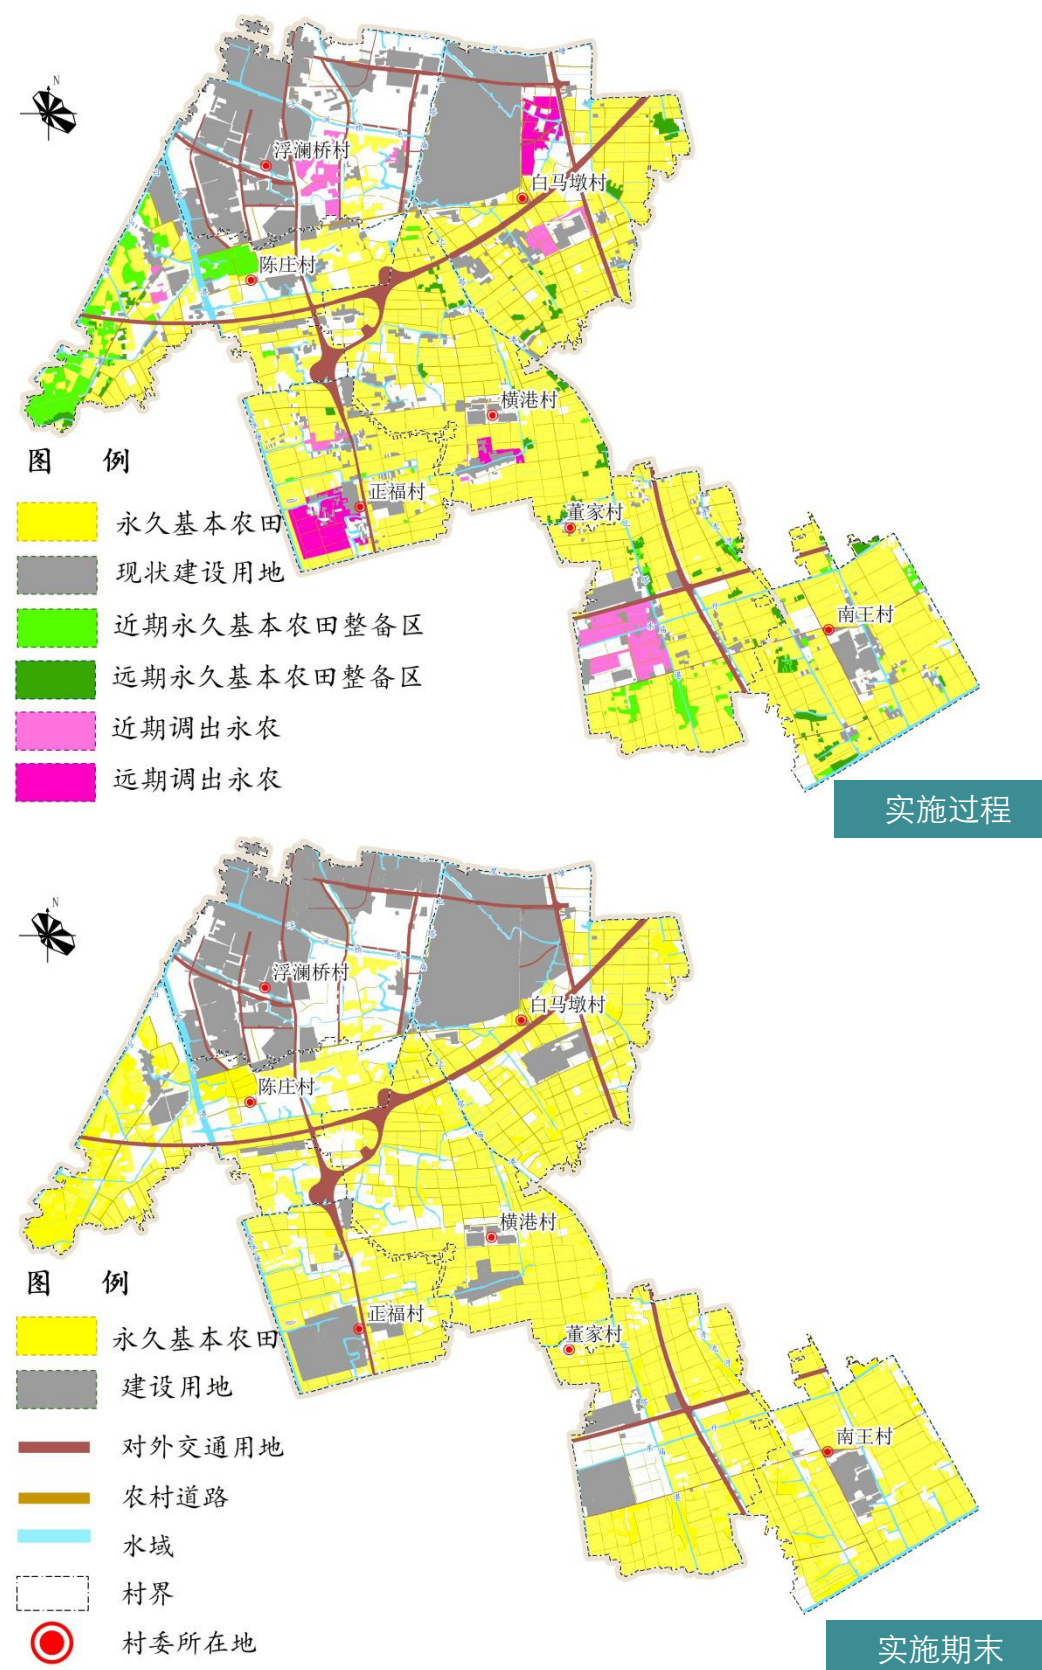 N
浮澜桥村
白马墩村
陈庄村
横港村
正福村
董家村
南王村
图 例
永久基本农田
现状建设用地
近期永久基本农田整备区
远期永久基本农田整备区
近期调出永农
远期调出永农
实施过程
N
浮澜桥村
白马墩村
陈庄村
横港村
正福村
董家村
南王村
图 例
永久基本农田
建设用地
对外交通用地
农村道路
水域
村界
村委所在地
实施期末